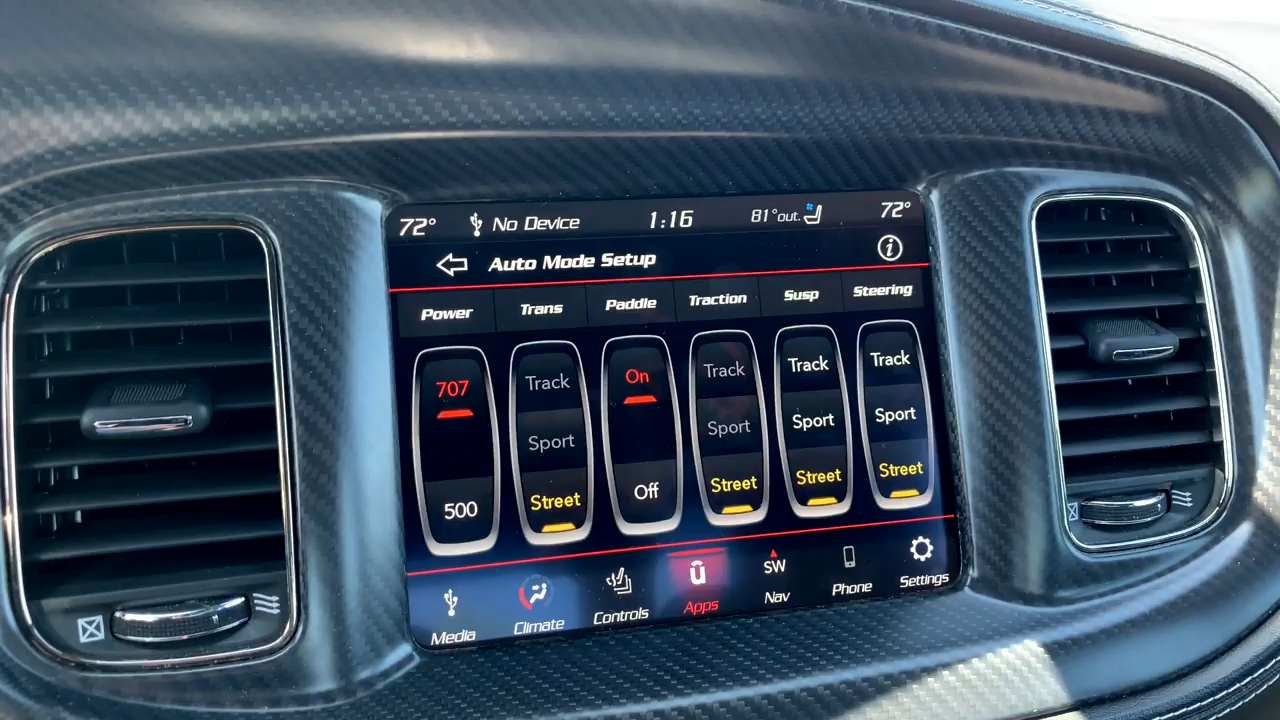 72° No Device 1:16 81°out. 72°
Auto Mode Setup i
Power Trans Paddle Traction Susp Steering
707 Track On Track Track Track
Sport Sport Sport Sport
500 Street Off Street Street Street
Media Climate Controls Apps SW Nav Phone Settings